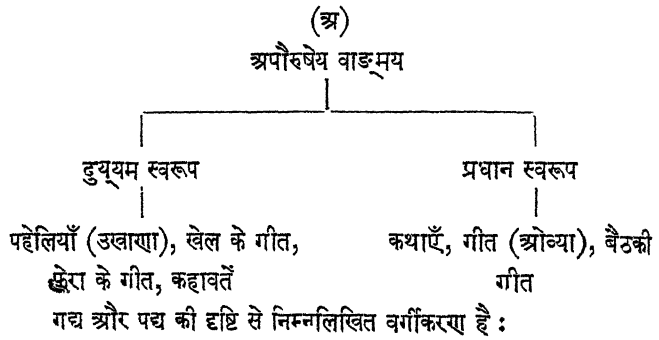 (अ)
अपौरुषेय वाङ्मय
दुय्यम स्वरूप प्रधान स्वरूप
पहेलियाँ (उखाणा), खेल के गीत, कथाएँ, गीत (ओव्या), बैठकी
फेरा के गीत, कहावतें गीत
गद्य और पद्य की दृष्टि से निम्नलिखित वर्गीकरण है :